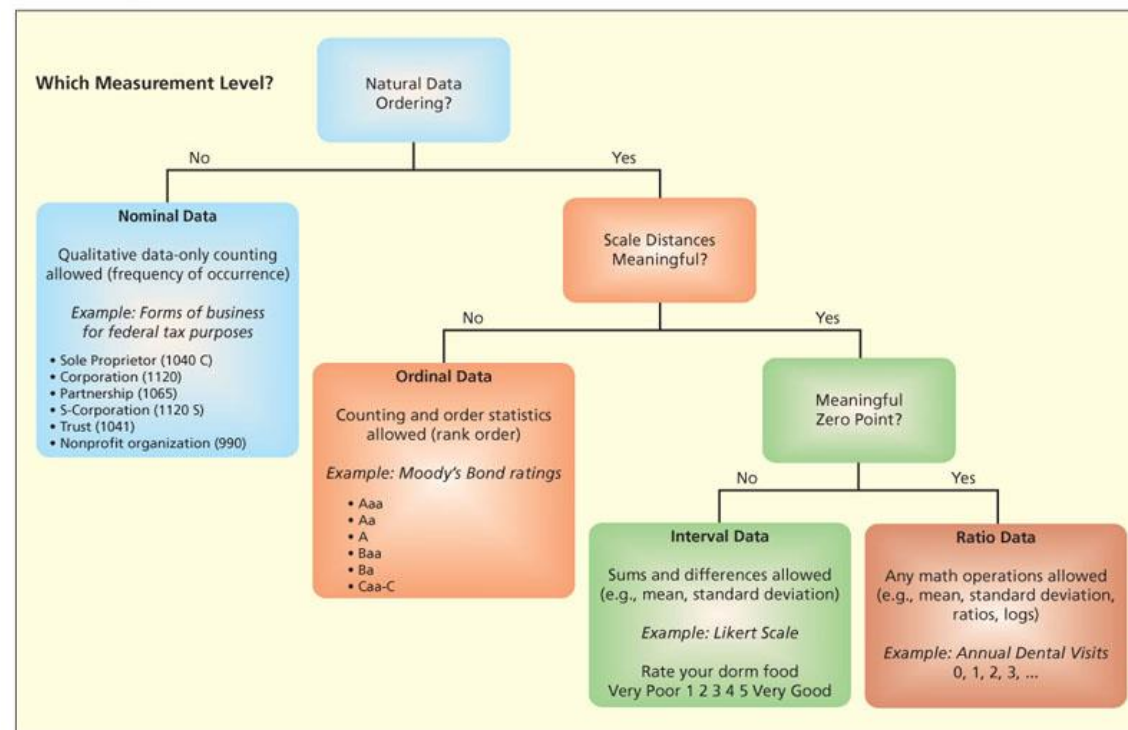 Which Measurement Level?
Natural Data
Ordering?
No
Yes
Nominal Data
Qualitative data-only counting
allowed (frequency of occurrence)
Example: Forms of business
for federal tax purposes
• Sole Proprietor (1040 C)
• Corporation (1120)
• Partnership (1065)
• S-Corporation (1120 S)
• Trust (1041)
• Nonprofit organization (990)
Scale Distances
Meaningful?
No
Yes
Ordinal Data
Counting and order statistics
allowed (rank order)
Example: Moody's Bond ratings
• Aaa
• Aa
• A
• Baa
• Ba
• Caa-C
Meaningful
Zero Point?
No
Yes
Interval Data
Sums and differences allowed
(e.g., mean, standard deviation)
Example: Likert Scale
Rate your dorm food
Very Poor 1 2 3 4 5 Very Good
Ratio Data
Any math operations allowed
(e.g., mean, standard deviation,
ratios, logs)
Example: Annual Dental Visits
0, 1, 2, 3, ...